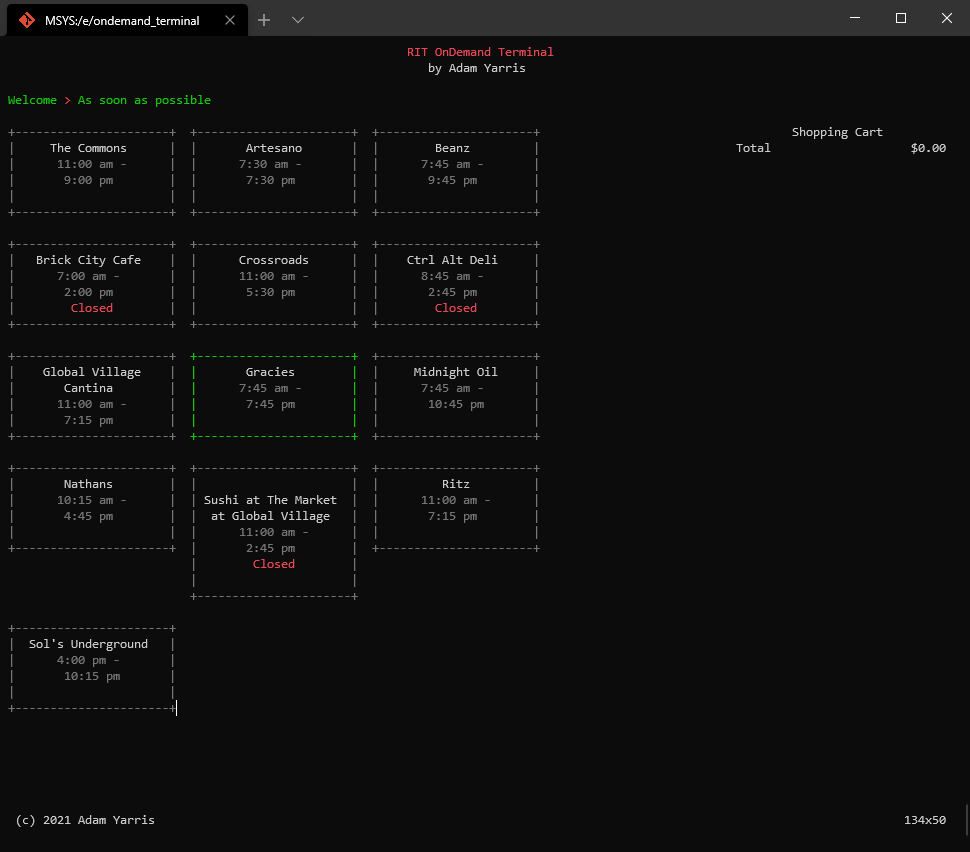 MSYS:/e/ondemand_terminal
RIT OnDemand Terminal
by Adam Yarris
Welcome > As soon as possible
The Commons
11:00 am -
9:00 pm
Artesano
7:30 am -
7:30 pm
Beanz
7:45 am -
9:45 pm
Shopping Cart
Total $0.00
Brick City Cafe
7:00 am -
2:00 pm
Closed
Crossroads
11:00 am -
5:30 pm
Ctrl Alt Deli
8:45 am -
2:45 pm
Closed
Global Village
Cantina
11:00 am -
7:15 pm
Gracies
7:45 am -
7:45 pm
Midnight Oil
7:45 am -
10:45 pm
Nathans
10:15 am -
4:45 pm
Sushi at The Market
at Global Village
11:00 am -
2:45 pm
Closed
Ritz
11:00 am -
7:15 pm
Sol's Underground
4:00 pm -
10:15 pm
(c) 2021 Adam Yarris
134x50